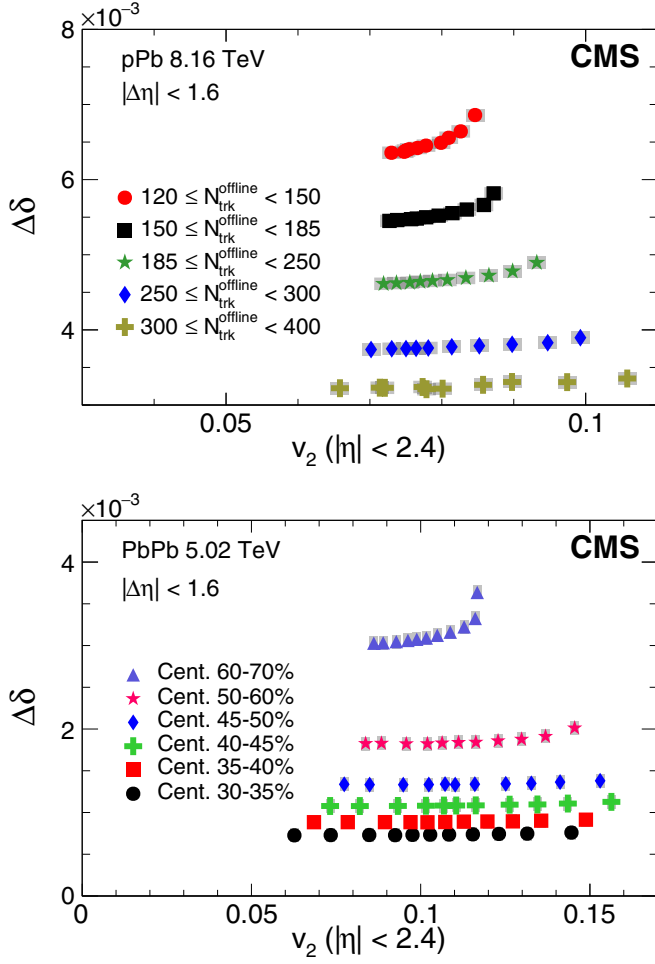 ×10⁻³
8
pPb 8.16 TeV
CMS
|Δη| < 1.6
6
Δδ
120 ≤ N_trk^offline < 150
150 ≤ N_trk^offline < 185
185 ≤ N_trk^offline < 250
250 ≤ N_trk^offline < 300
300 ≤ N_trk^offline < 400
4
0.05
0.1
v₂ (|η| < 2.4)
×10⁻³
PbPb 5.02 TeV
CMS
|Δη| < 1.6
4
Δδ
Cent. 60-70%
Cent. 50-60%
Cent. 45-50%
Cent. 40-45%
Cent. 35-40%
Cent. 30-35%
2
0
0
0.05
0.1
0.15
v₂ (|η| < 2.4)